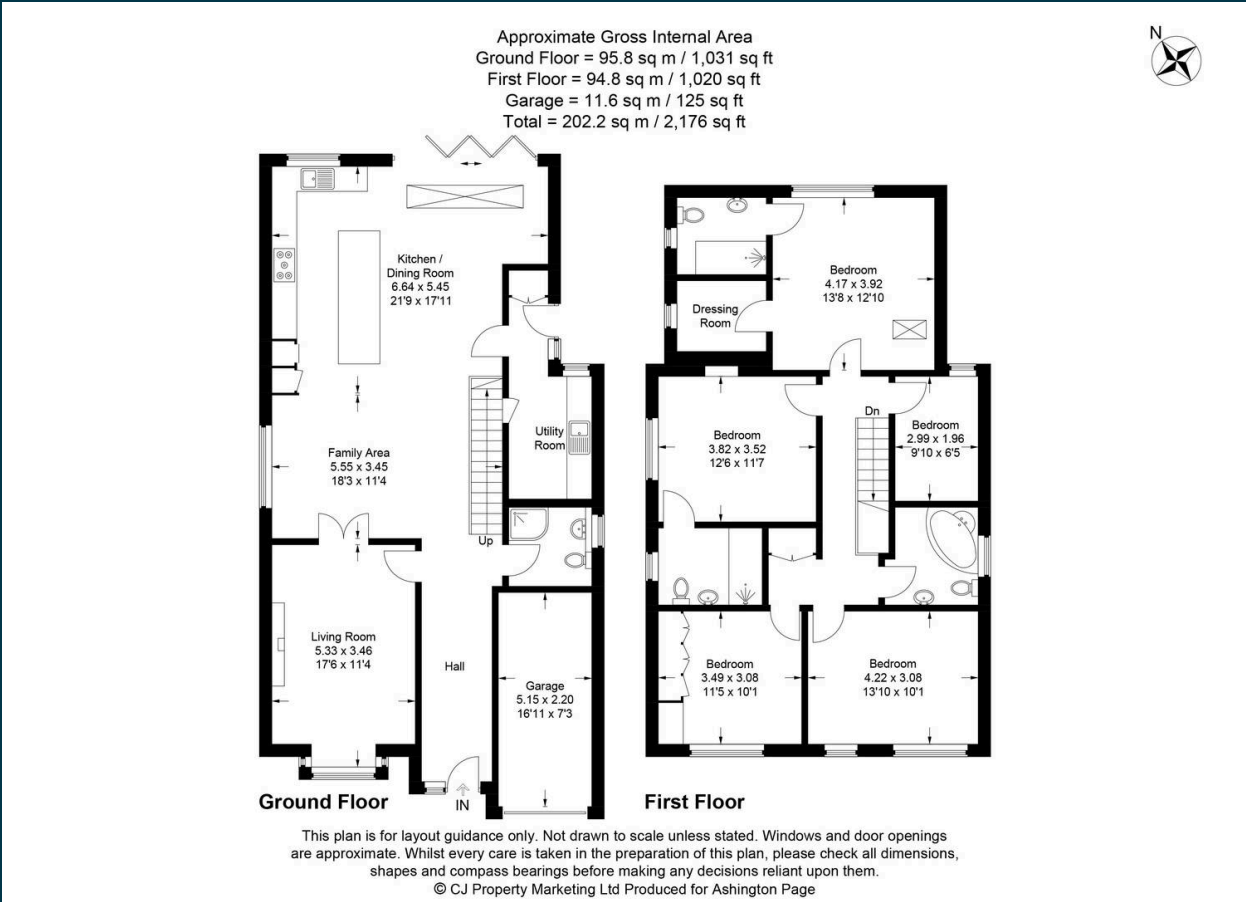 Approximate Gross Internal Area
Ground Floor = 95.8 sq m / 1,031 sq ft
First Floor = 94.8 sq m / 1,020 sq ft
Garage = 11.6 sq m / 125 sq ft
Total = 202.2 sq m / 2,176 sq ft
N
Kitchen /
Dining Room
6.64 x 5.45
21'9 x 17'11
Family Area
5.55 x 3.45
18'3 x 11'4
Utility
Room
Up
Living Room
5.33 x 3.46
17'6 x 11'4
Hall
Garage
5.15 x 2.20
16'11 x 7'3
IN
Ground Floor
Bedroom
4.17 x 3.92
13'8 x 12'10
Dressing
Room
Bedroom
3.82 x 3.52
12'6 x 11'7
Dn
Bedroom
2.99 x 1.96
9'10 x 6'5
Bedroom
3.49 x 3.08
11'5 x 10'1
Bedroom
4.22 x 3.08
13'10 x 10'1
First Floor
This plan is for layout guidance only. Not drawn to scale unless stated. Windows and door openings
are approximate. Whilst every care is taken in the preparation of this plan, please check all dimensions,
shapes and compass bearings before making any decisions reliant upon them.
© CJ Property Marketing Ltd Produced for Ashington Page